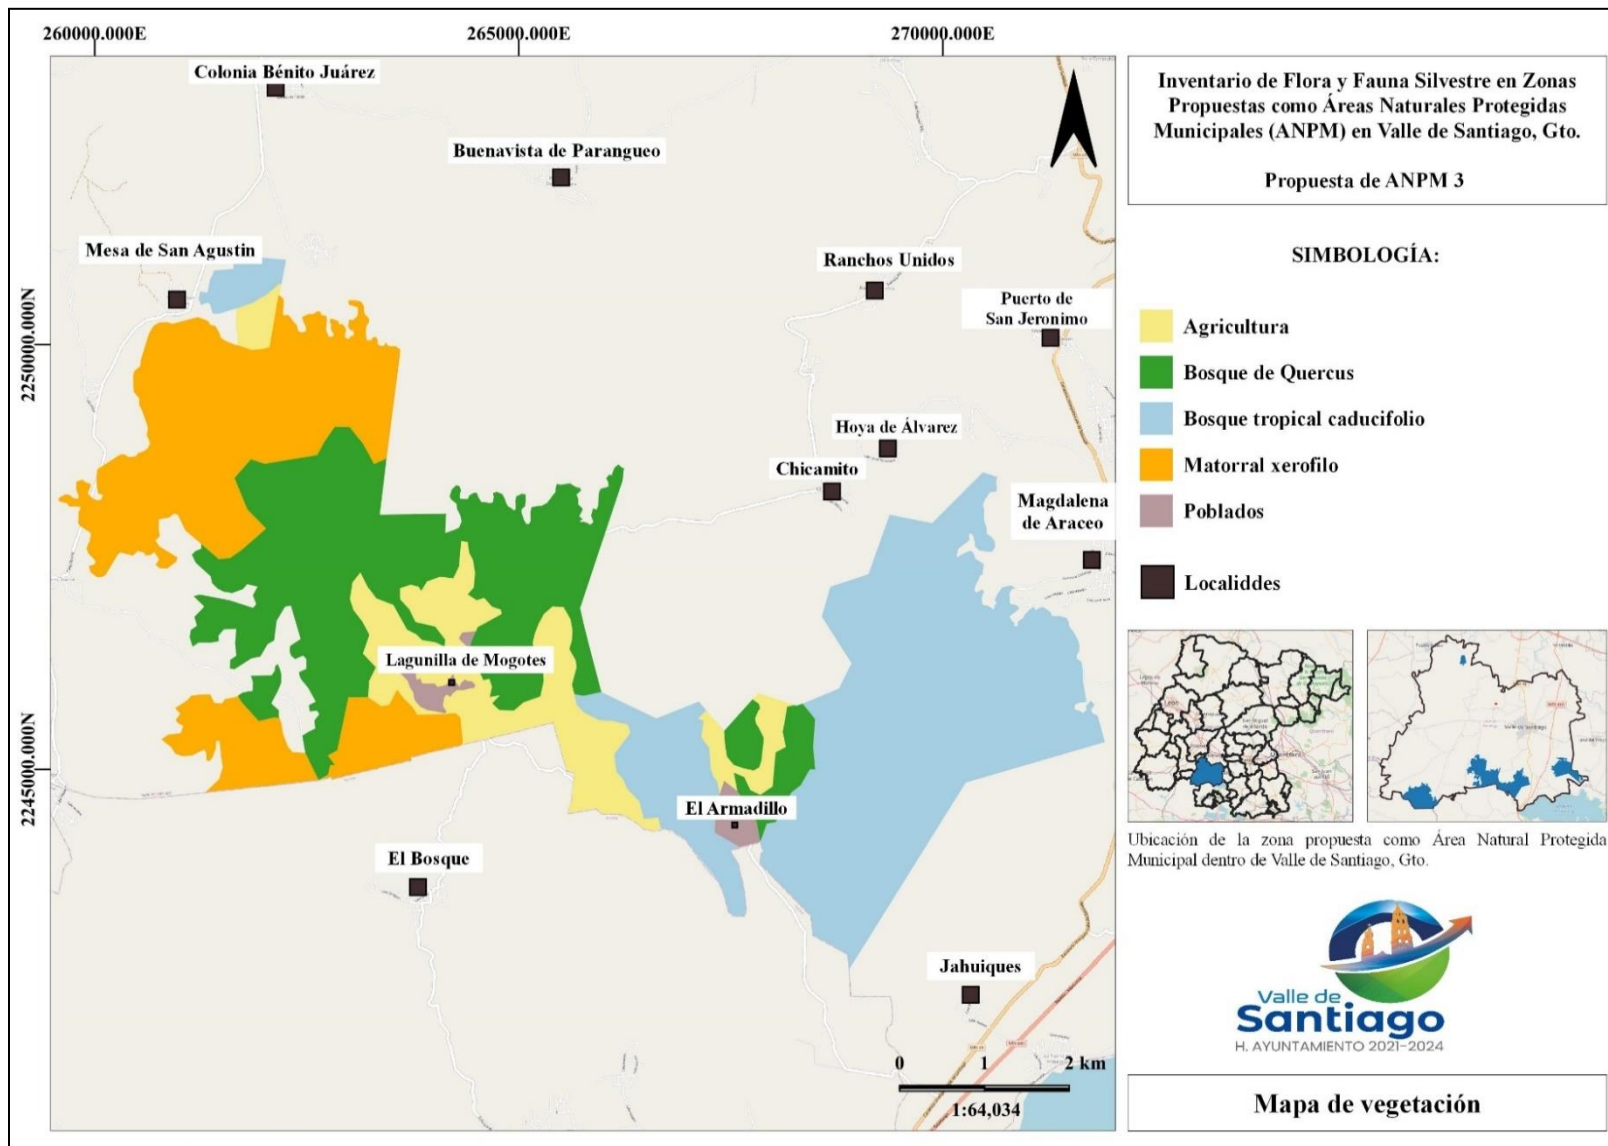 260000.000E
265000.000E
270000.000E
2250000.000N
2245000.000N
Colonia Bénito Juárez
Buenavista de Parangueo
Mesa de San Agustin
Ranchos Unidos
Puerto de
San Jeronimo
Hoya de Álvarez
Chicamito
Magdalena
de Araceo
Lagunilla de Mogotes
El Armadillo
El Bosque
Jahuiques
0 1 2 km
1:64,034
Inventario de Flora y Fauna Silvestre en Zonas
Propuestas como Áreas Naturales Protegidas
Municipales (ANPM) en Valle de Santiago, Gto.
Propuesta de ANPM 3
SIMBOLOGÍA:
Agricultura
Bosque de Quercus
Bosque tropical caducifolio
Matorral xerofilo
Poblados
Localiddes
Ubicación de la zona propuesta como Área Natural Protegida
Municipal dentro de Valle de Santiago, Gto.
Valle de
Santiago
H. AYUNTAMIENTO 2021-2024
Mapa de vegetación